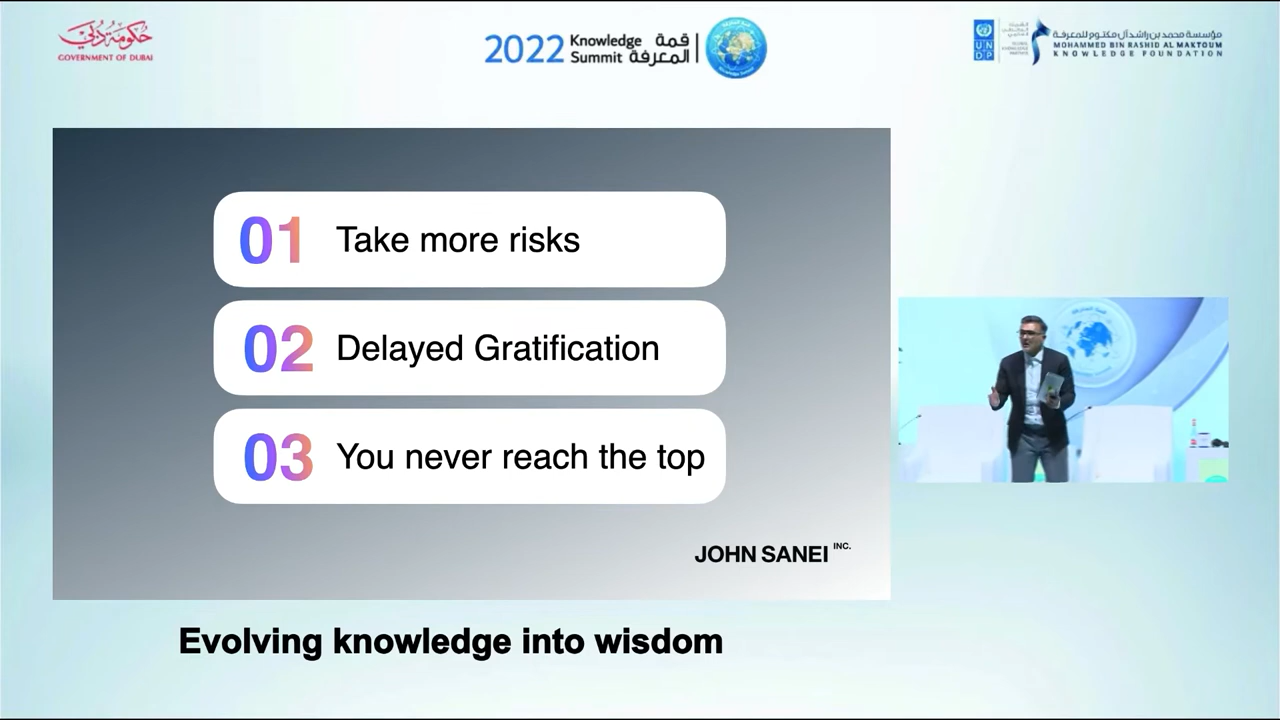 حكومة دبي
GOVERNMENT OF DUBAI
2022 Knowledge Summit قمة المعرفة
UNDP
مؤسسة محمد بن راشد آل مكتوم للمعرفة
MOHAMMED BIN RASHID AL MAKTOUM
KNOWLEDGE FOUNDATION
01 Take more risks
02 Delayed Gratification
03 You never reach the top
JOHN SANEI INC.
Evolving knowledge into wisdom